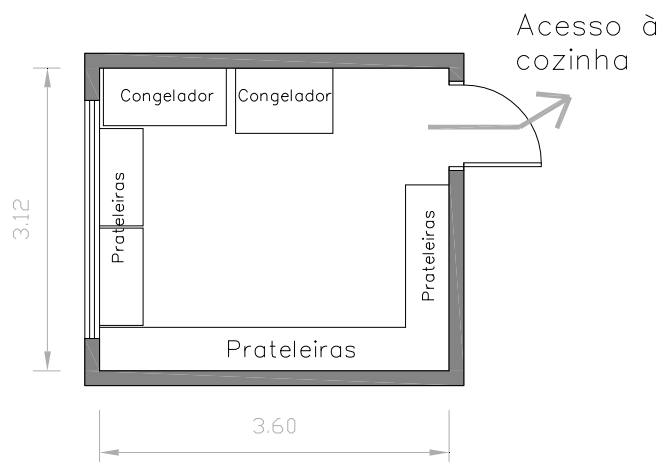 Acesso à
cozinha
Congelador
Congelador
3.12
Prateleiras
Prateleiras
Prateleiras
3.60